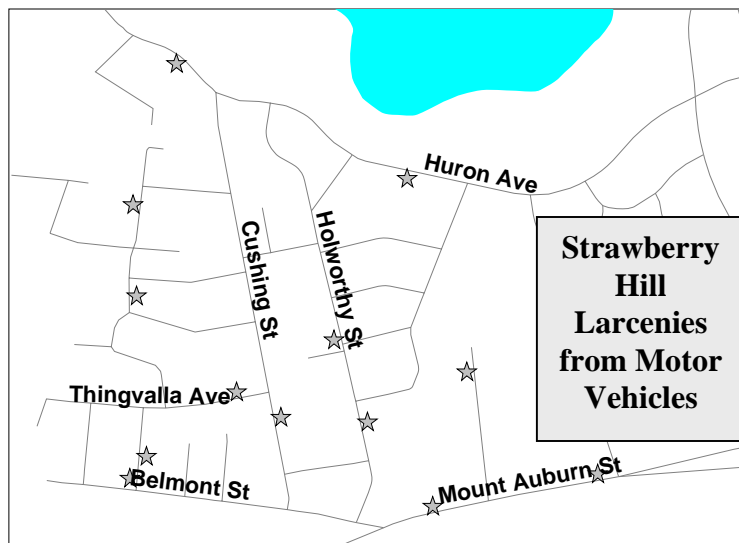 Huron Ave
Cushing St
Holworthy St
Strawberry
Hill
Larcenies
from Motor
Vehicles
Thingvalla Ave
Belmont St
Mount Auburn St